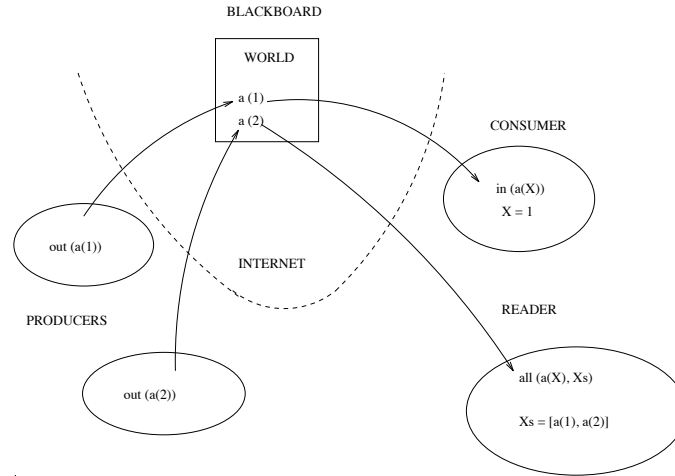 BLACKBOARD
WORLD
a (1)
a (2)
CONSUMER
in (a(X))
X = 1
out (a(1))
INTERNET
PRODUCERS
READER
out (a(2))
all (a(X), Xs)
Xs = [a(1), a(2)]